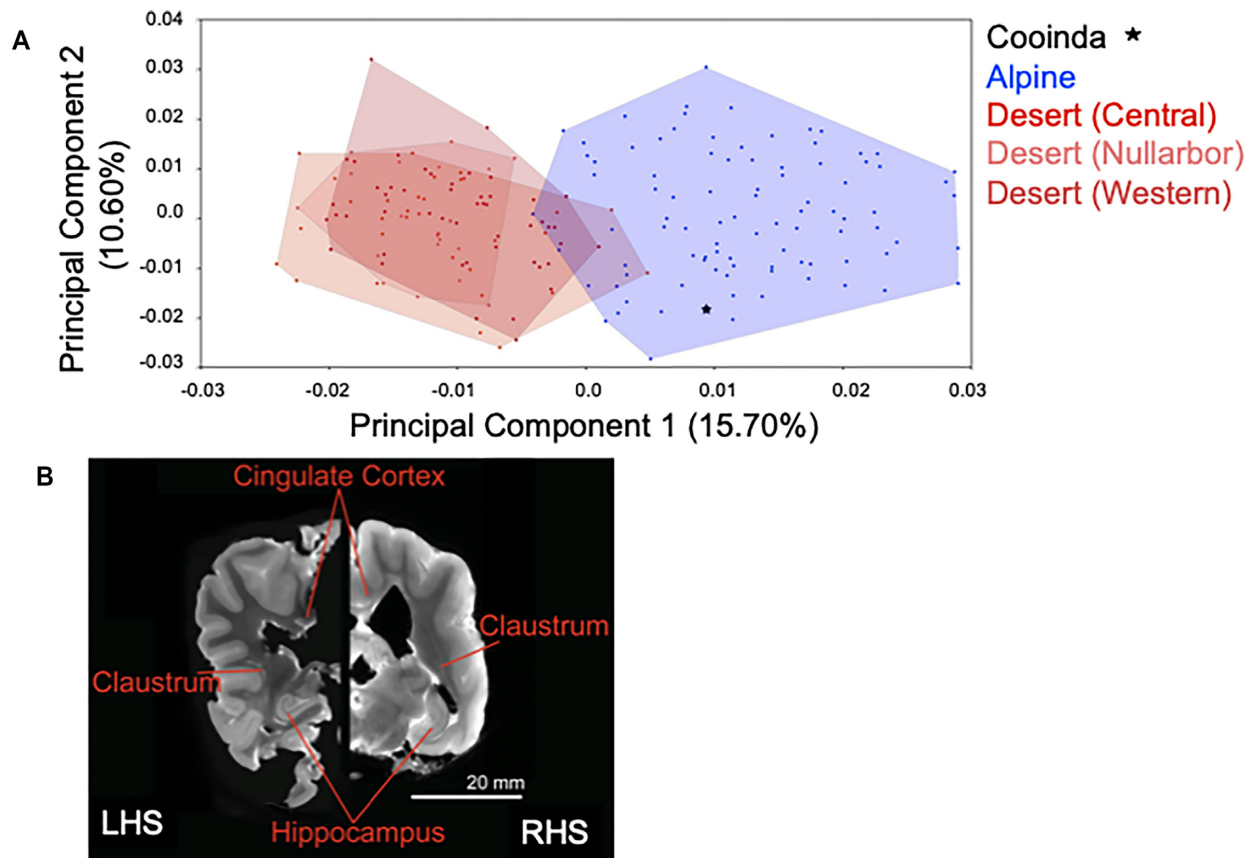 A
Principal Component 2
(10.60%)
0.04
0.03
0.02
0.01
0.0
-0.01
-0.02
-0.03
-0.03
-0.02
-0.01
0.0
0.01
0.02
0.03
Principal Component 1 (15.70%)
Cooinda
Alpine
Desert (Central)
Desert (Nullarbor)
Desert (Western)
B
Cingulate Cortex
Claustrum
Claustrum
20 mm
LHS
Hippocampus
RHS